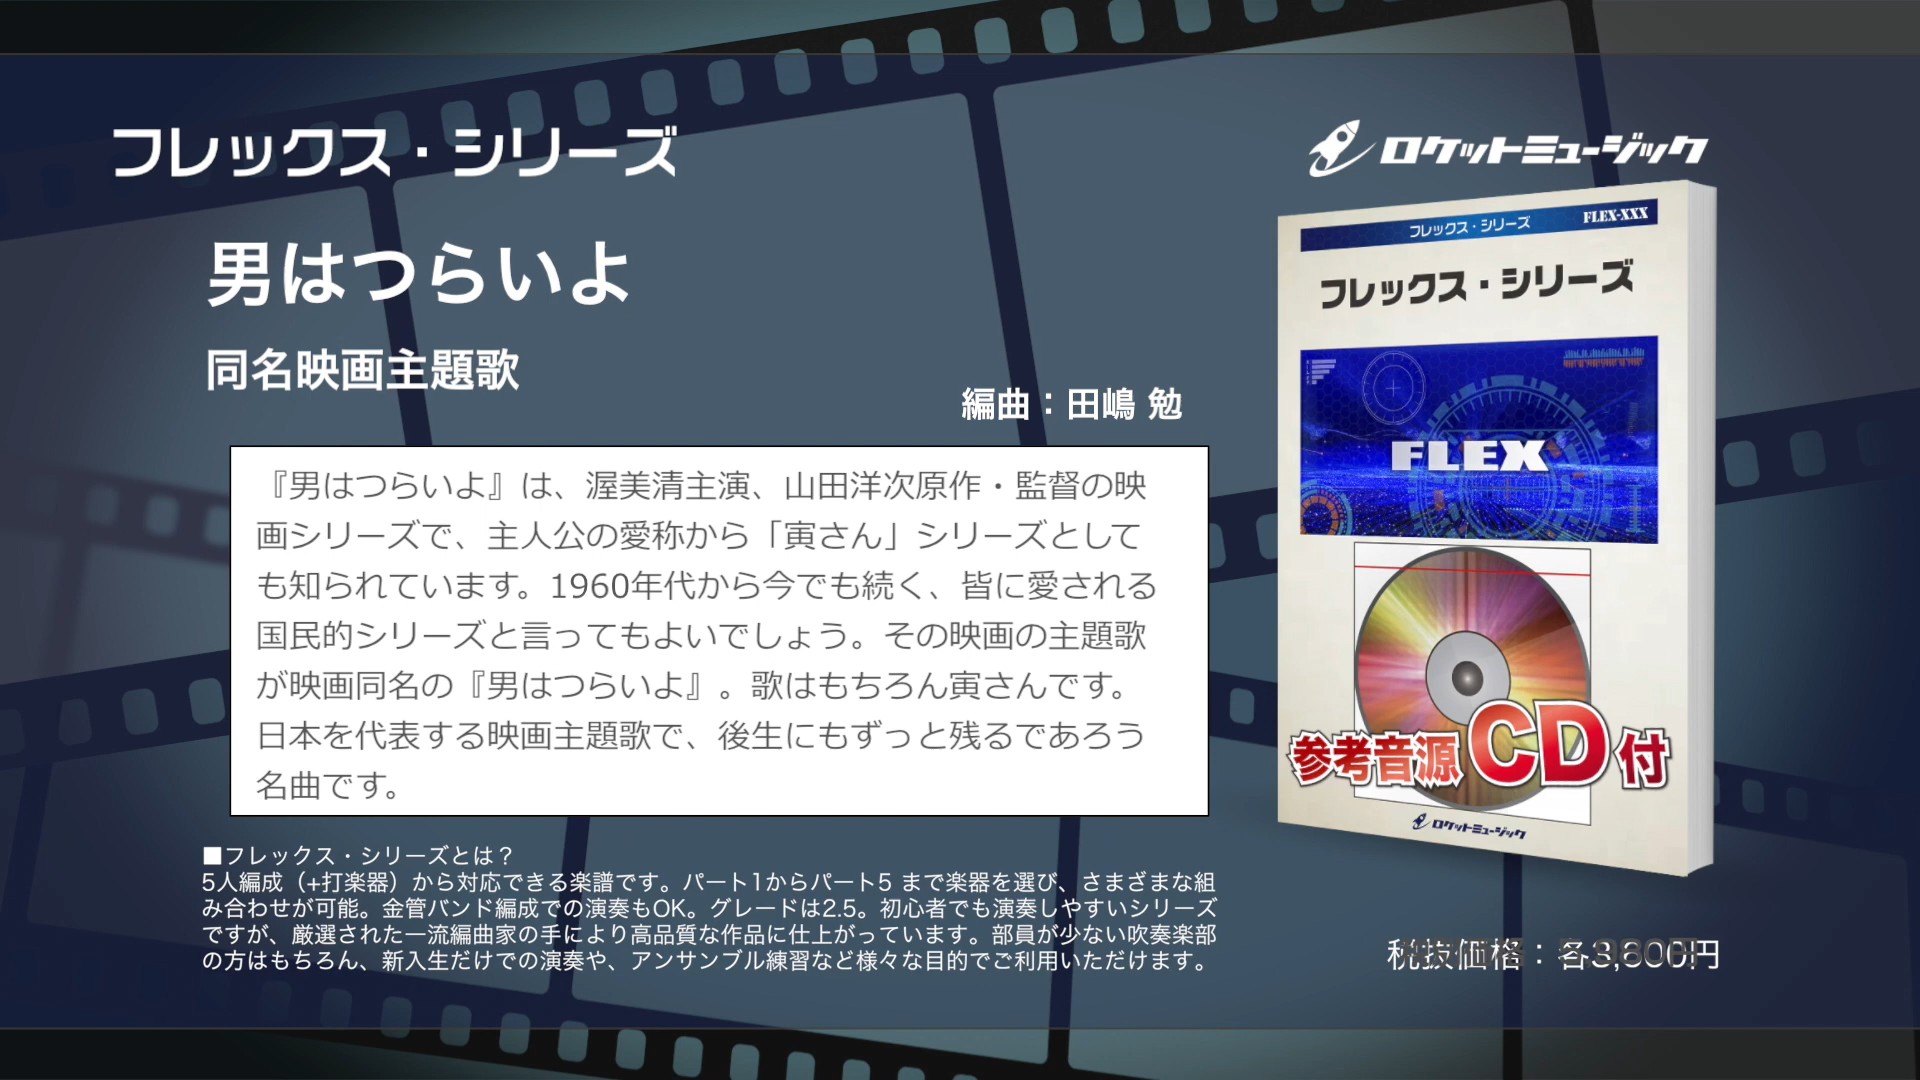 フレックス・シリーズ
男はつらいよ
同名映画主題歌
編曲：田嶋 勉
『男はつらいよ』は、渥美清主演、山田洋次原作・監督の映
画シリーズで、主人公の愛称から「寅さん」シリーズとして
も知られています。1960年代から今でも続く、皆に愛される
国民的シリーズと言ってもよいでしょう。その映画の主題歌
が映画同名の『男はつらいよ』。歌はもちろん寅さんです。
日本を代表する映画主題歌で、後生にもずっと残るであろう
名曲です。
■フレックス・シリーズとは？
5人編成（+打楽器）から対応できる楽譜です。パート1からパート5 まで楽器を選び、さまざまな組
み合わせが可能。金管バンド編成での演奏もOK。グレードは2.5。初心者でも演奏しやすいシリーズ
ですが、厳選された一流編曲家の手により高品質な作品に仕上がっています。部員が少ない吹奏楽部
の方はもちろん、新入生だけでの演奏や、アンサンブル練習など様々な目的でご利用いただけます。
ロケットミュージック
フレックス・シリーズ FLEX-XXX
フレックス・シリーズ
FLEX
参考音源CD付
ロケットミュージック
税抜価格：各
円